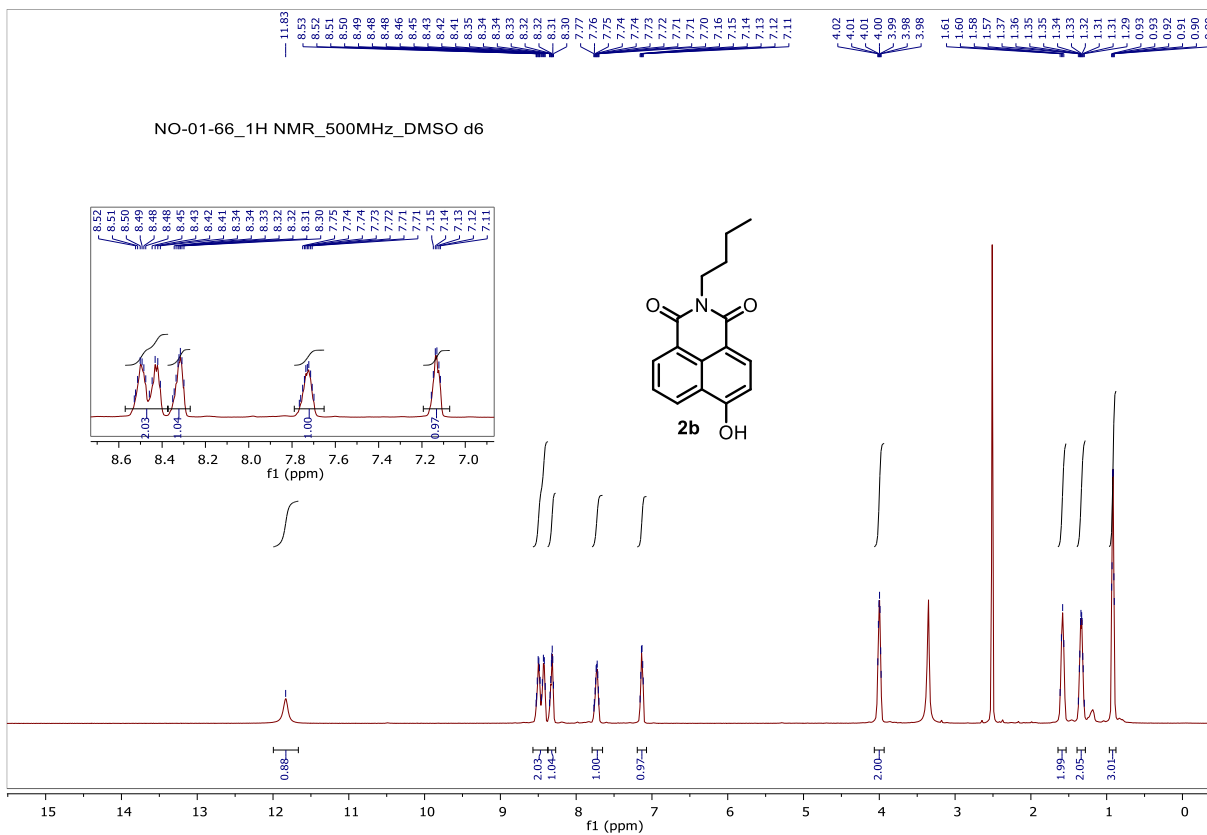 11.83 8.53 8.52 8.51 8.50 8.49 8.48 8.48 8.46 8.45 8.43 8.42 8.41 8.35 8.34 8.34 8.33 8.32 8.32 8.31 8.30 7.77 7.76 7.75 7.74 7.74 7.73 7.72 7.71 7.71 7.70 7.16 7.15 7.14 7.13 7.12 7.11 4.02 4.01 4.01 4.00 3.99 3.98 3.98 1.61 1.60 1.58 1.57 1.37 1.36 1.35 1.35 1.34 1.33 1.32 1.31 1.31 1.29 0.93 0.93 0.92 0.91 0.90
NO-01-66_1H NMR_500MHz_DMSO d6
8.52 8.51 8.50 8.49 8.48 8.48 8.45 8.43 8.42 8.41 8.34 8.34 8.33 8.32 8.32 8.31 8.30 7.75 7.74 7.74 7.73 7.72 7.71 7.71 7.15 7.14 7.13 7.12 7.11
2.03 1.04 1.00 0.97
8.6 8.4 8.2 8.0 7.8 7.6 7.4 7.2 7.0
f1 (ppm)
O N O
2b OH
0.88 2.03 1.04 1.00 0.97 2.00 1.99 2.05 3.01
15 14 13 12 11 10 9 8 7 6 5 4 3 2 1 0
f1 (ppm)